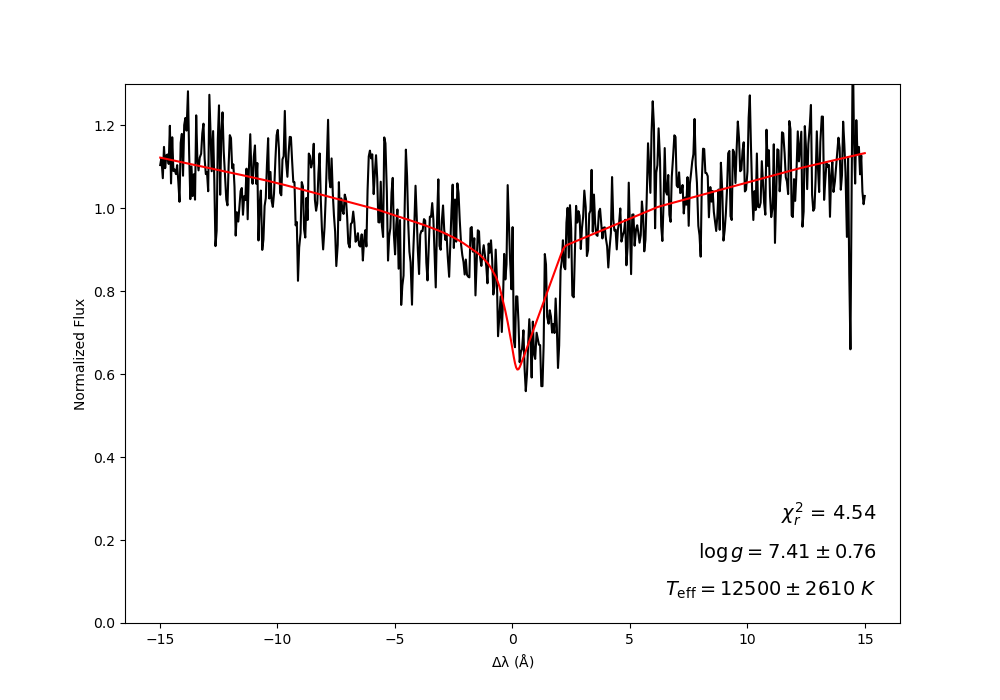 1.2
1.0
0.8
0.6
0.4
0.2
0.0
Normalized Flux
χ²ᵣ = 4.54
log g = 7.41 ± 0.76
T_eff = 12500 ± 2610 K
−15 −10 −5 0 5 10 15
Δλ (Å)